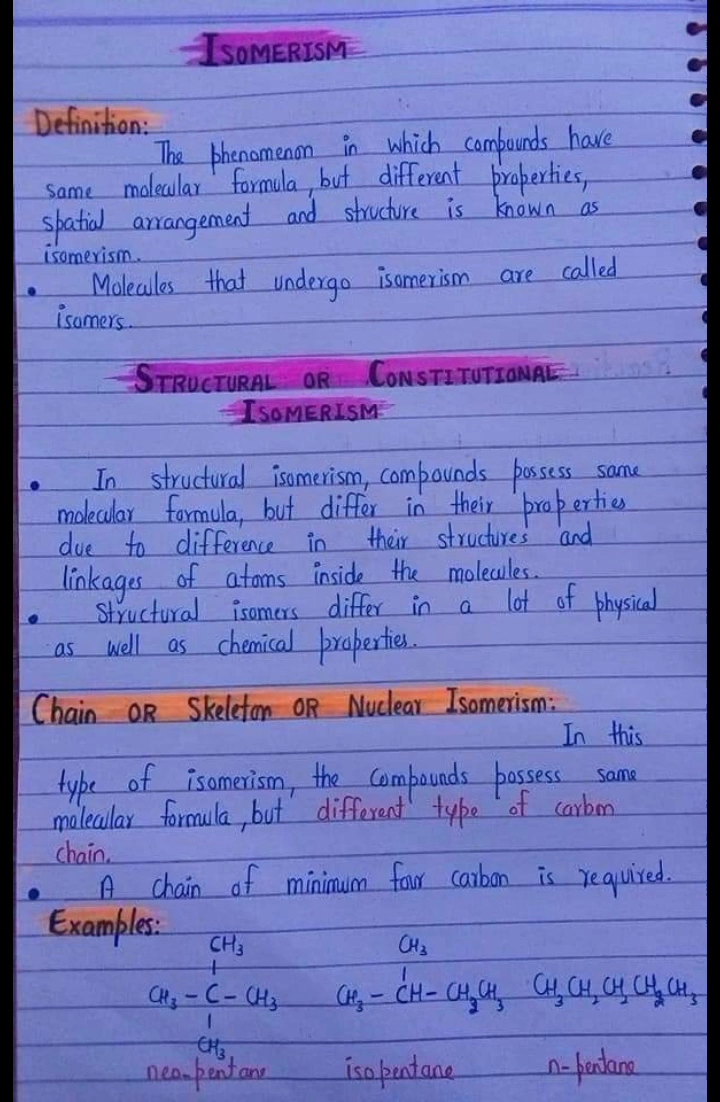 ISOMERISM
Definition:
The phenomenon in which compounds have
same molecular formula, but different properties,
spatial arrangement and structure is known as
isomerism.
• Molecules that undergo isomerism are called
isomers.
STRUCTURAL OR CONSTITUTIONAL
ISOMERISM
• In structural isomerism, compounds possess same
molecular formula, but differ in their properties
due to difference in their structures and
linkages of atoms inside the molecules.
• Structural isomers differ in a lot of physical
as well as chemical properties.
Chain OR Skeleton OR Nuclear Isomerism:
In this
type of isomerism, the compounds possess same
molecular formula, but different type of carbon
chain.
• A chain of minimum four carbon is required.
Examples:
CH3 CH3
CH3 - C - CH3 CH3 - CH - CH2CH3 CH3CH2CH2CH2CH3
CH3
neo-pentane isopentane n-pentane